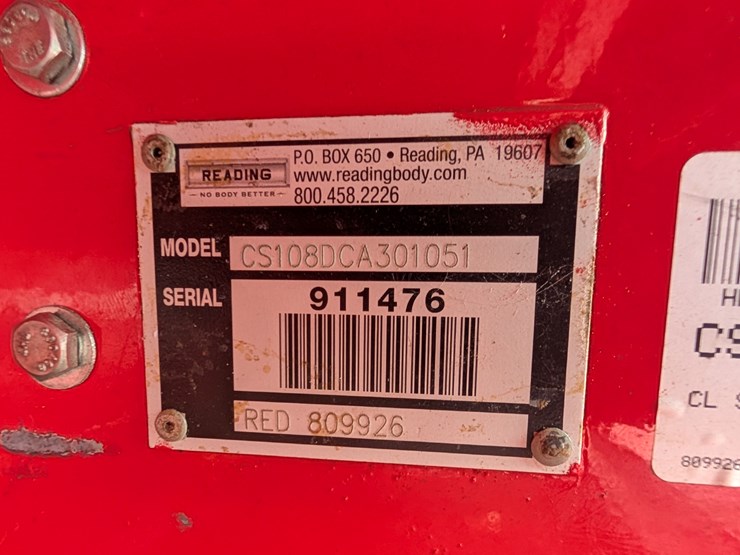 P.O. BOX 650 • Reading, PA 19607
READING
www.readingbody.com
NO BODY BETTER
800.458.2226
MODEL CS108DCA301051
SERIAL 911476
RED 809926
CL
809926